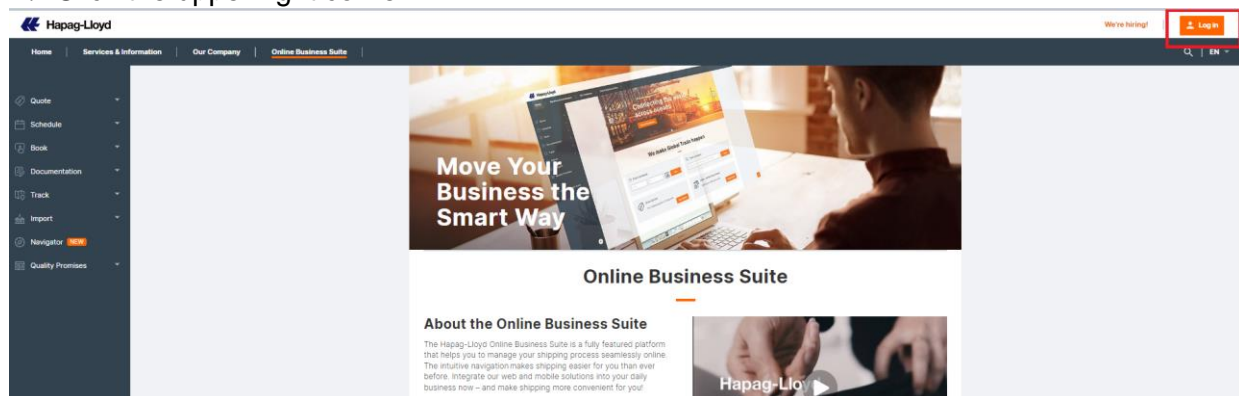 Hapag-Lloyd
We're hiring!
Log in
Home
Services & Information
Our Company
Online Business Suite
EN
Quote
Schedule
Book
Documentation
Track
Import
Navigator NEW
Quality Promises
Move Your
Business the
Smart Way
Online Business Suite
About the Online Business Suite
The Hapag-Lloyd Online Business Suite is a fully featured platform
that helps you to manage your shipping process seamlessly online.
The intuitive navigation makes shipping easier for you than ever
before. Integrate our web and mobile solutions into your daily
business now – and make shipping more convenient for you!
Hapag-Lloyd